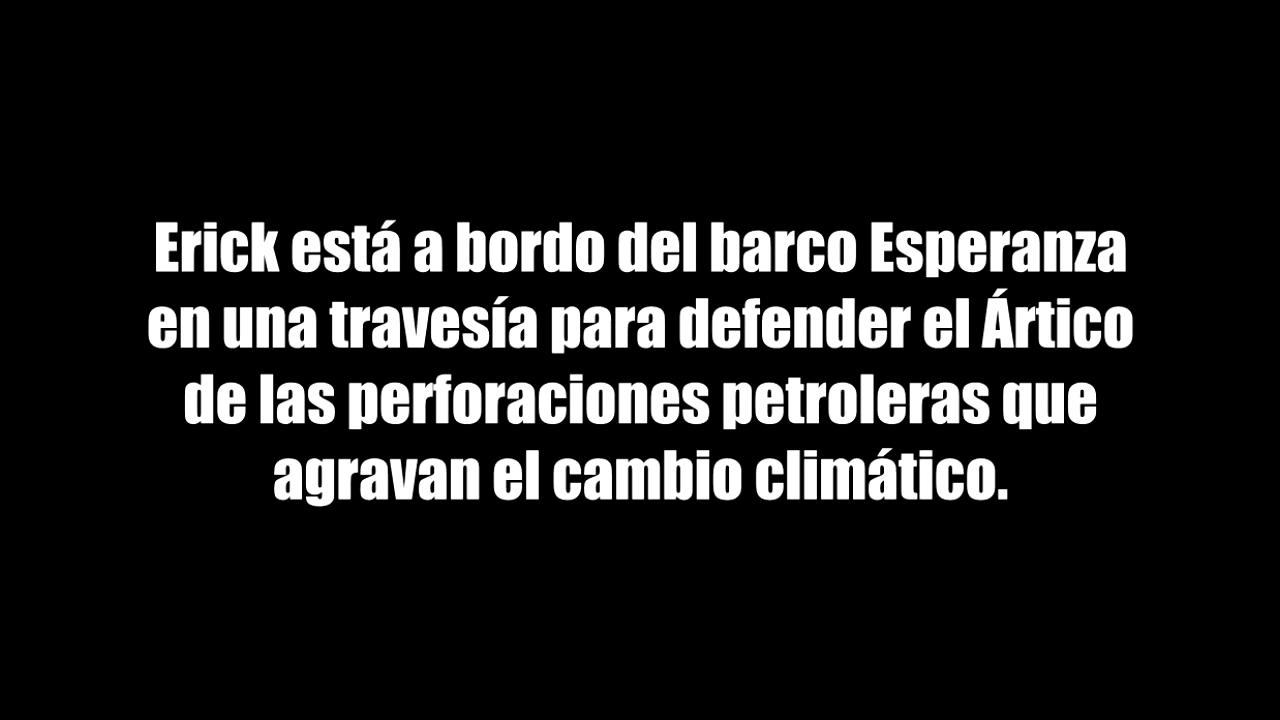 Erick está a bordo del barco Esperanza
en una travesía para defender el Ártico
de las perforaciones petroleras que
agravan el cambio climático.